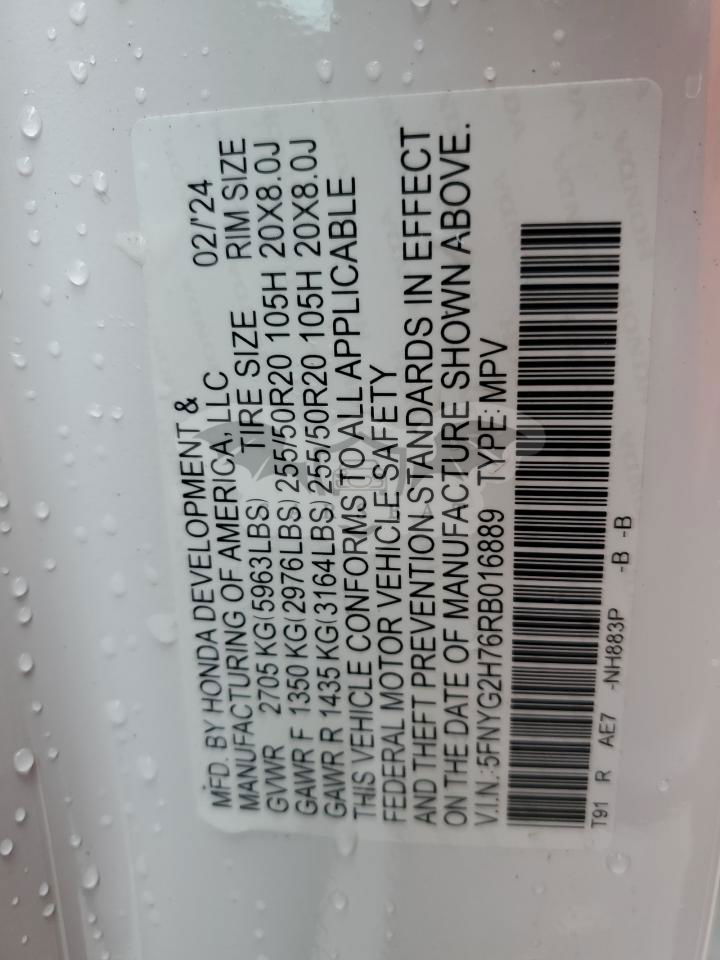 MFD. BY HONDA DEVELOPMENT &
MANUFACTURING OF AMERICA, LLC 02/'24
GVWR 2705 KG(5963LBS) TIRE SIZE RIM SIZE
GAWR F 1350 KG(2976LBS) 255/50R20 105H 20X8.0J
GAWR R 1435 KG(3164LBS) 255/50R20 105H 20X8.0J
THIS VEHICLE CONFORMS TO ALL APPLICABLE
FEDERAL MOTOR VEHICLE SAFETY
AND THEFT PREVENTION STANDARDS IN EFFECT
ON THE DATE OF MANUFACTURE SHOWN ABOVE.
V.I.N.:5FNYG2H76RB016889 TYPE:MPV
T91 R AE7 -NH883P -B -B